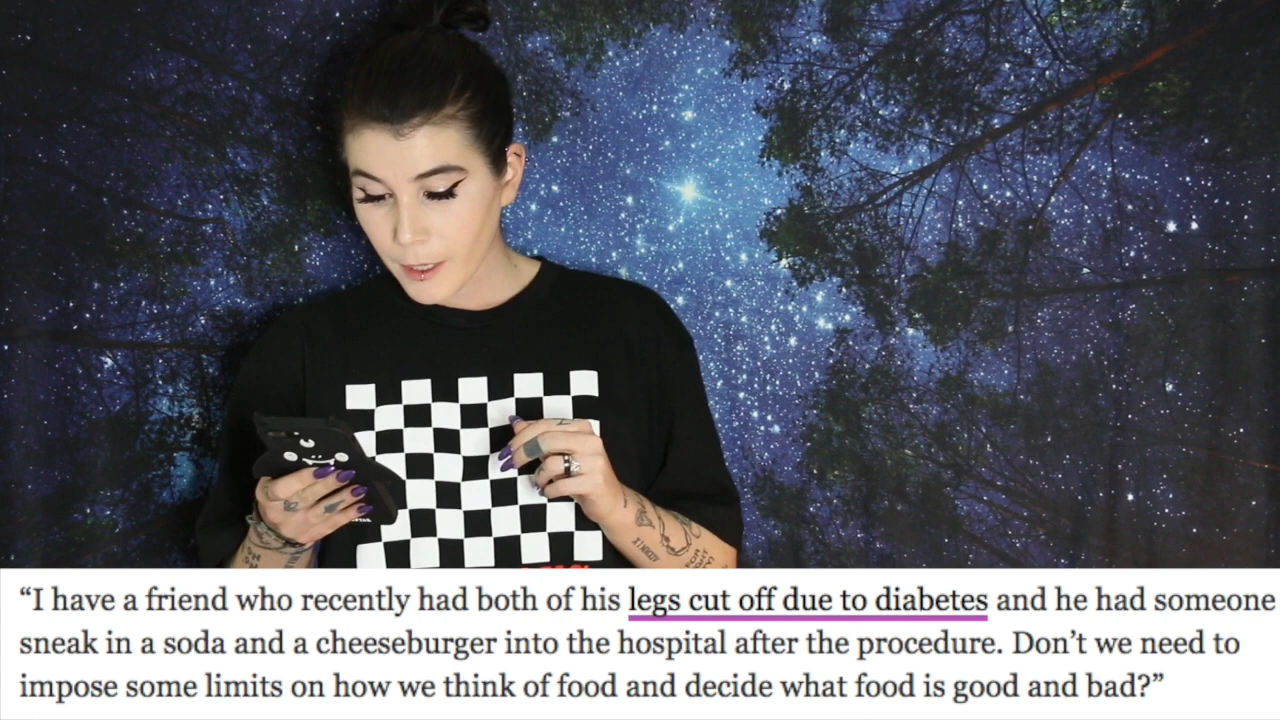 “I have a friend who recently had both of his legs cut off due to diabetes and he had someone
sneak in a soda and a cheeseburger into the hospital after the procedure. Don’t we need to
impose some limits on how we think of food and decide what food is good and bad?”